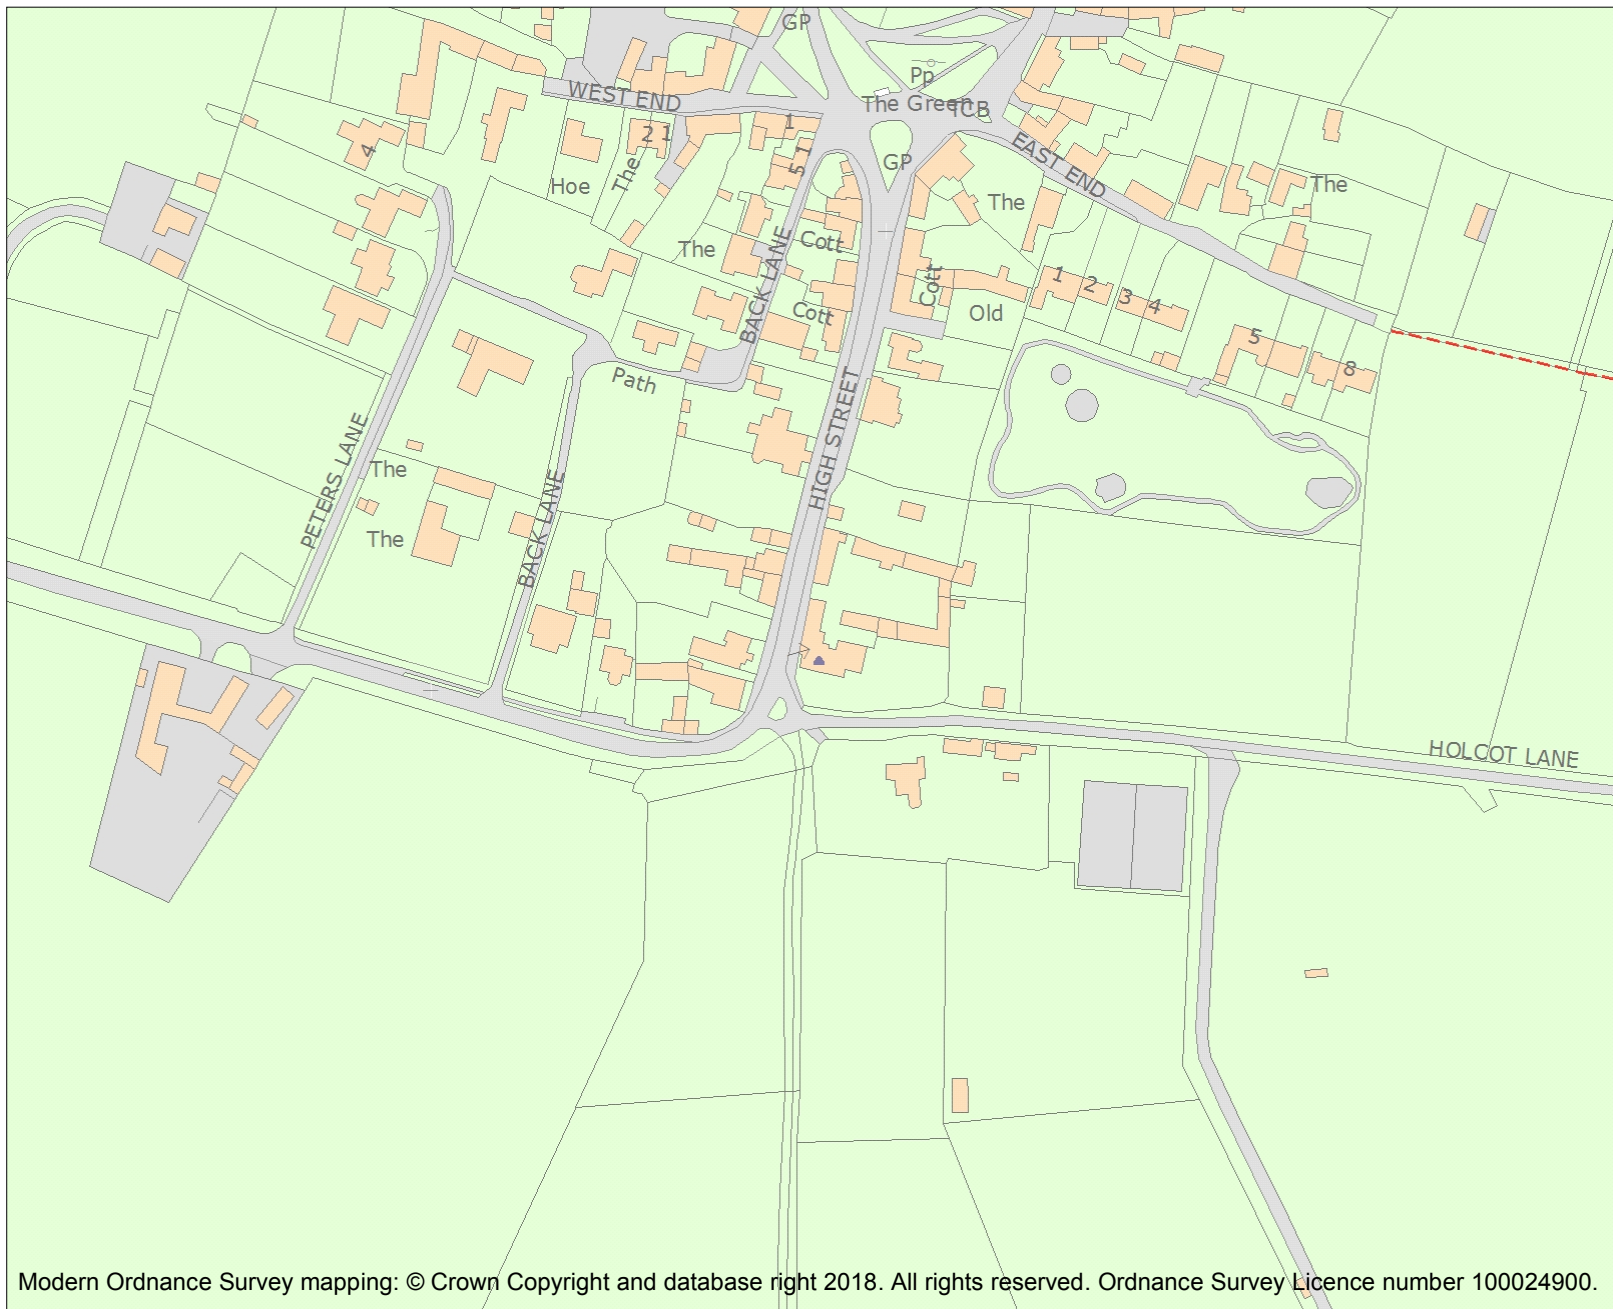 GP
Pp
WEST END
The Green
TCB
1
2 1
4
5 1
EAST END
GP
The
Hoe
The
The
The
Cott
BACK LANE
Cott
Cott
1
2
3
4
Old
5
8
Path
HIGH STREET
PETERS LANE
The
The
BACK LANE
HOLCOT LANE
Modern Ordnance Survey mapping: © Crown Copyright and database right 2018. All rights reserved. Ordnance Survey Licence number 100024900.